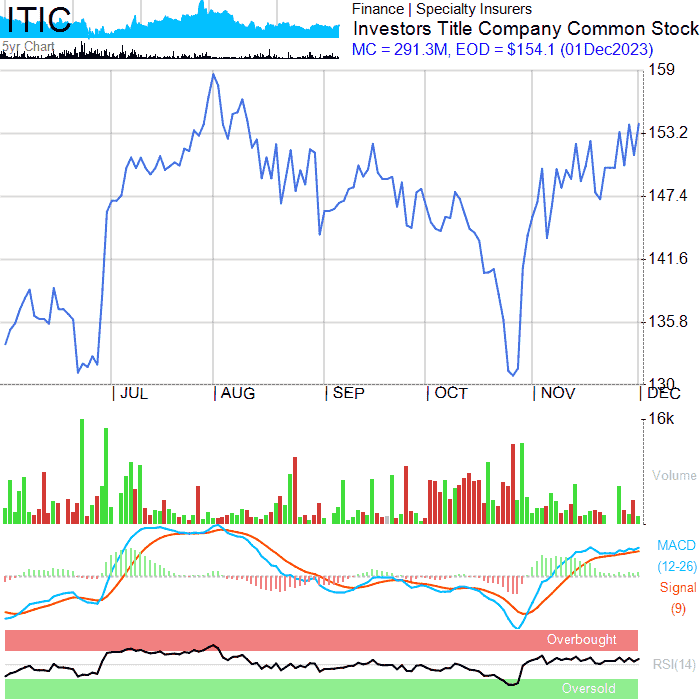 ITIC
5yr Chart
Finance | Specialty Insurers
Investors Title Company Common Stock
MC = 291.3M, EOD = $154.1 (01Dec2023)
159
153.2
147.4
141.6
135.8
130
| JUL | AUG | SEP | OCT | NOV | DEC
16k
Volume
MACD
(12-26)
Signal
(9)
Overbought
RSI(14)
Oversold